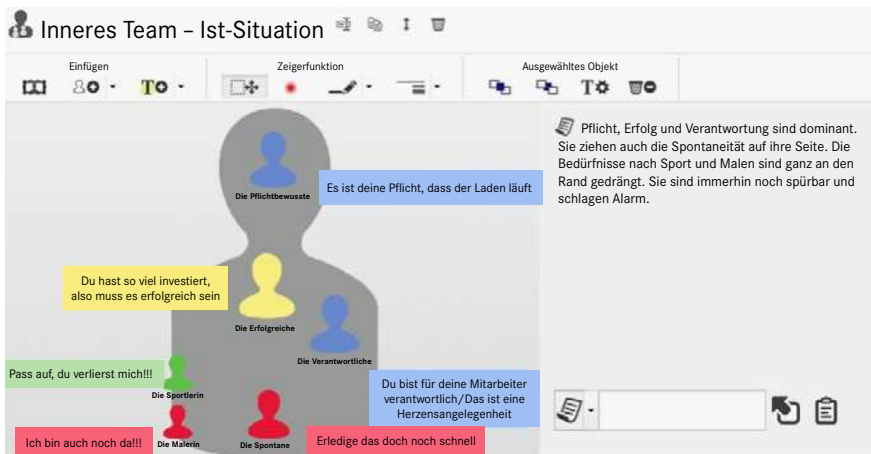 Inneres Team – Ist-Situation
Einfügen
Zeigerfunktion
Ausgewähltes Objekt
T
T
Die Pflichtbewusste
Es ist deine Pflicht, dass der Laden läuft
Du hast so viel investiert,
also muss es erfolgreich sein
Die Erfolgreiche
Die Verantwortliche
Pass auf, du verlierst mich!!!
Die Sportlerin
Du bist für deine Mitarbeiter
verantwortlich/Das ist eine
Herzensangelegenheit
Ich bin auch noch da!!!
Die Malerin
Die Spontane
Erledige das doch noch schnell
Pflicht, Erfolg und Verantwortung sind dominant.
Sie ziehen auch die Spontaneität auf ihre Seite. Die
Bedürfnisse nach Sport und Malen sind ganz an den
Rand gedrängt. Sie sind immerhin noch spürbar und
schlagen Alarm.